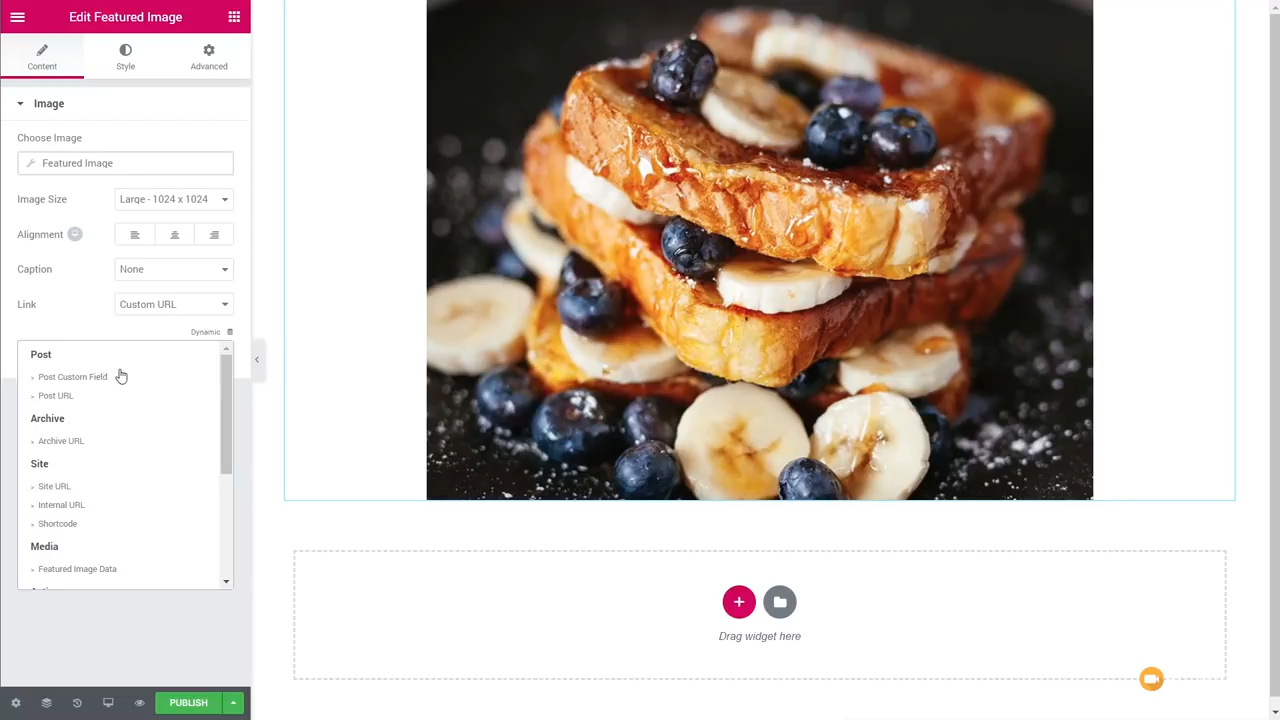 Edit Featured Image
Content
Style
Advanced
Image
Choose Image
Featured Image
Image Size
Large - 1024 x 1024
Alignment
Caption
None
Link
Custom URL
Dynamic
Post
Post Custom Field
Post URL
Archive
Archive URL
Site
Site URL
Internal URL
Shortcode
Media
Featured Image Data
PUBLISH
Drag widget here